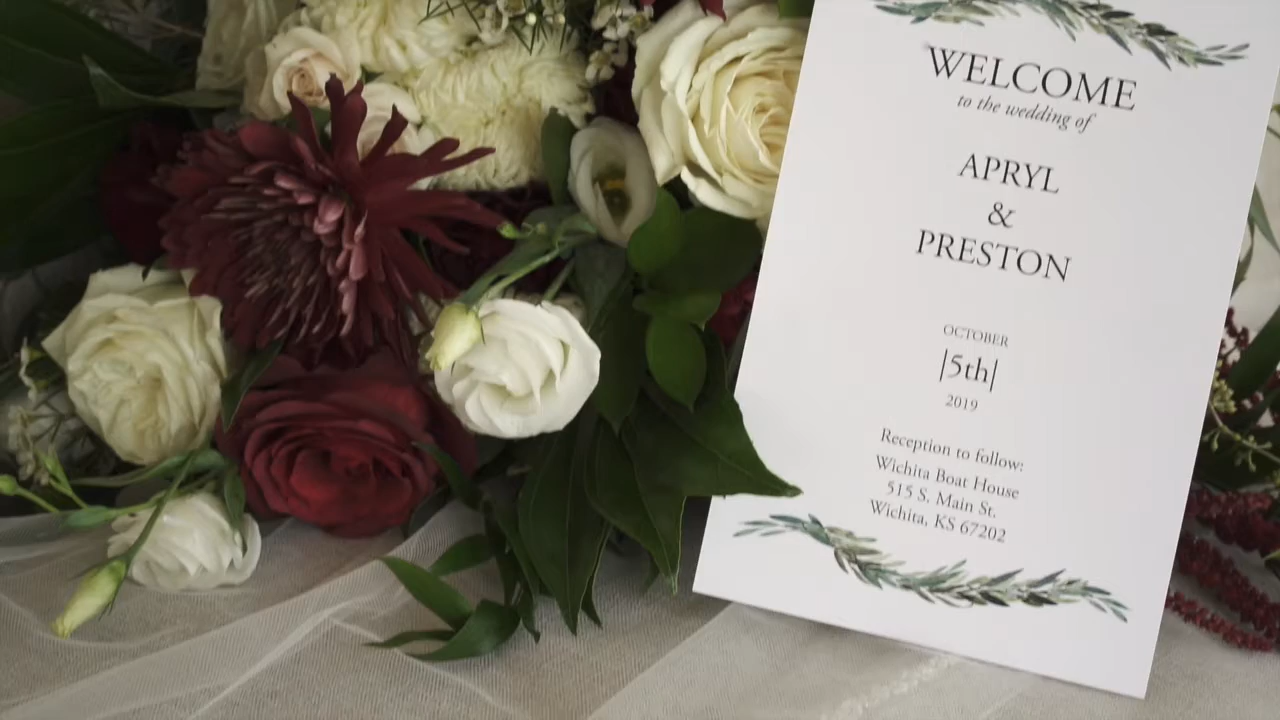 WELCOME
to the wedding of
APRYL
&
PRESTON
OCTOBER
|5th|
2019
Reception to follow:
Wichita Boat House
515 S. Main St.
Wichita, KS 67202